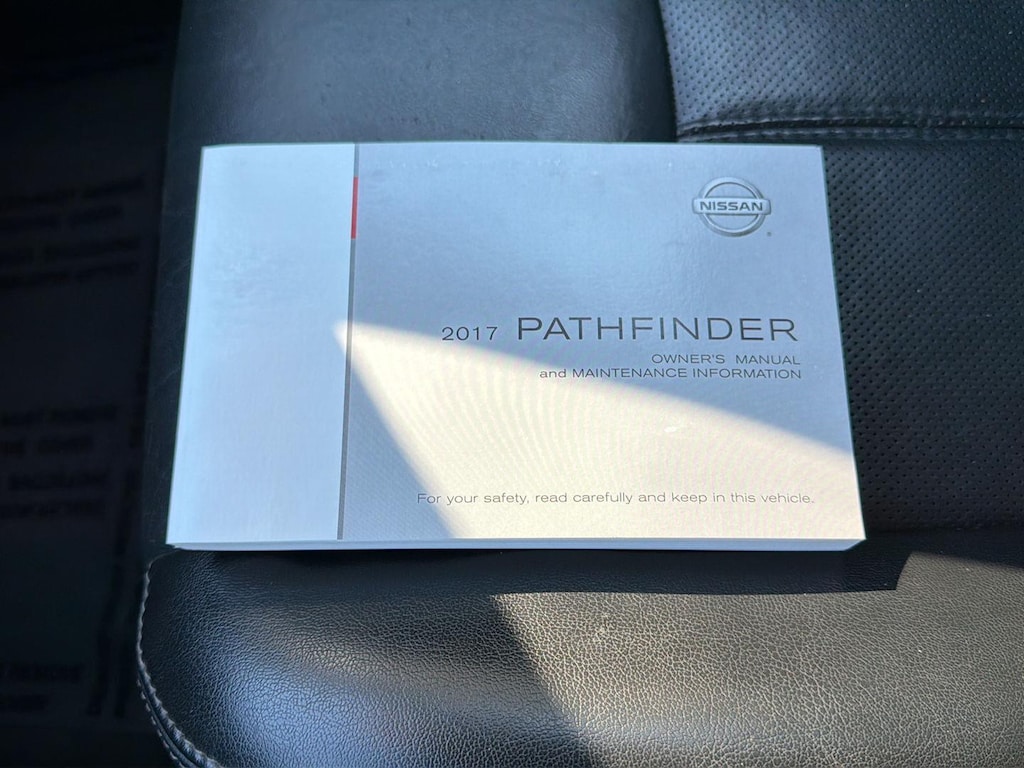 NISSAN
2017 PATHFINDER
OWNER'S MANUAL
and MAINTENANCE INFORMATION
For your safety, read carefully and keep in this vehicle.